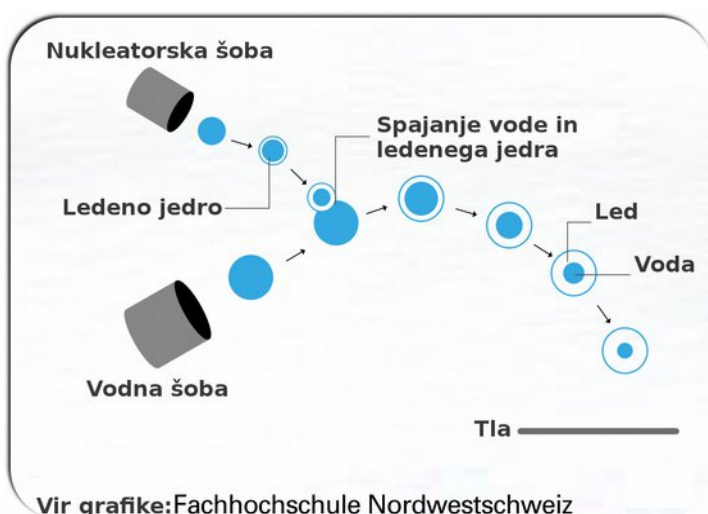 Nukleatorska šoba
Spajanje vode in
ledenega jedra
Ledeno jedro
Led
Voda
Vodna šoba
Tla
Vir grafike:Fachhochschule Nordwestschweiz